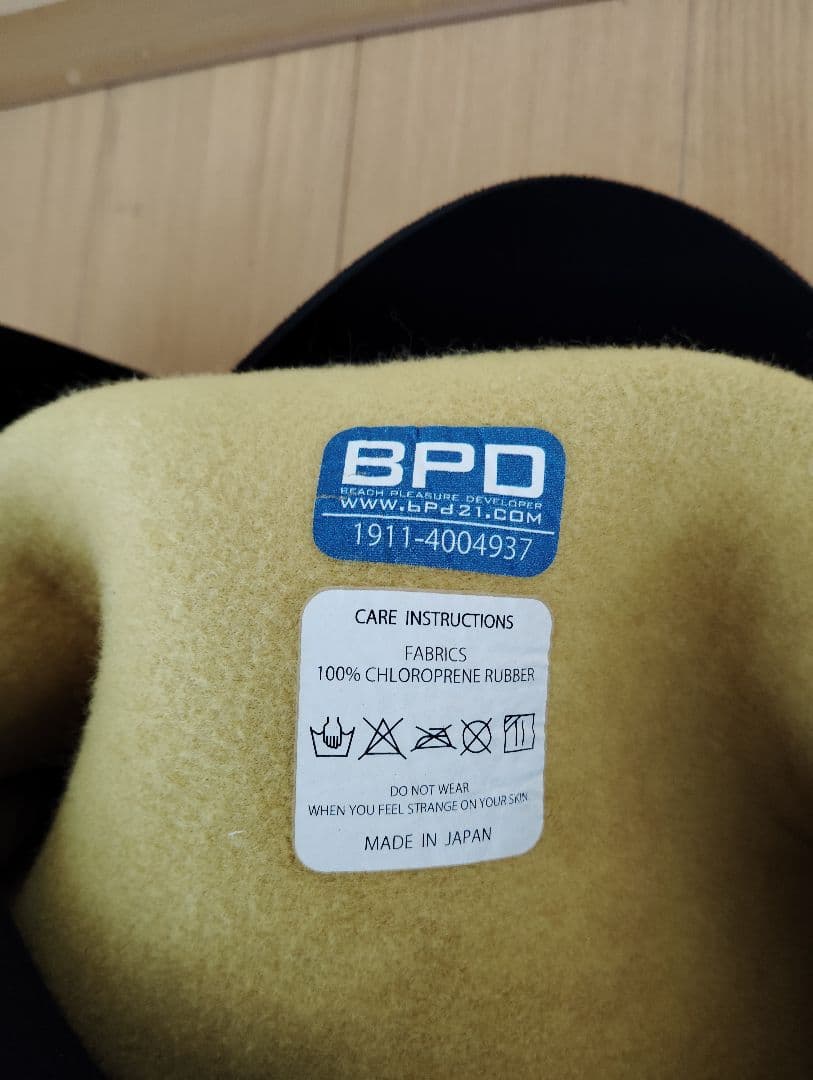 BPD
BEACH PLEASURE DEVELOPER
WWW.bPd21.COM
1911-4004937
CARE INSTRUCTIONS
FABRICS
100% CHLOROPRENE RUBBER
DO NOT WEAR
WHEN YOU FEEL STRANGE ON YOUR SKIN.
MADE IN JAPAN